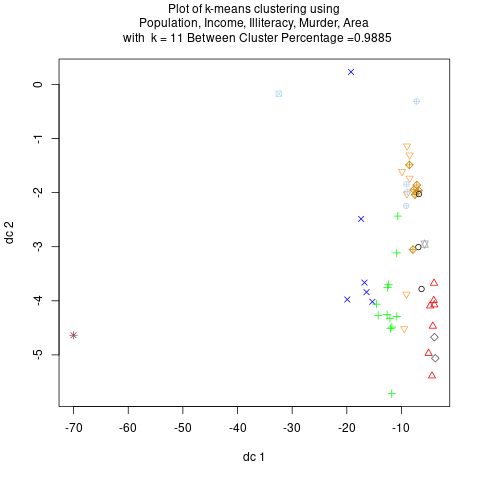 Plot of k-means clustering using
Population, Income, Illiteracy, Murder, Area
with k = 11 Between Cluster Percentage =0.9885
dc 2
0
-1
-2
-3
-4
-5
-70
-60
-50
-40
-30
-20
-10
dc 1